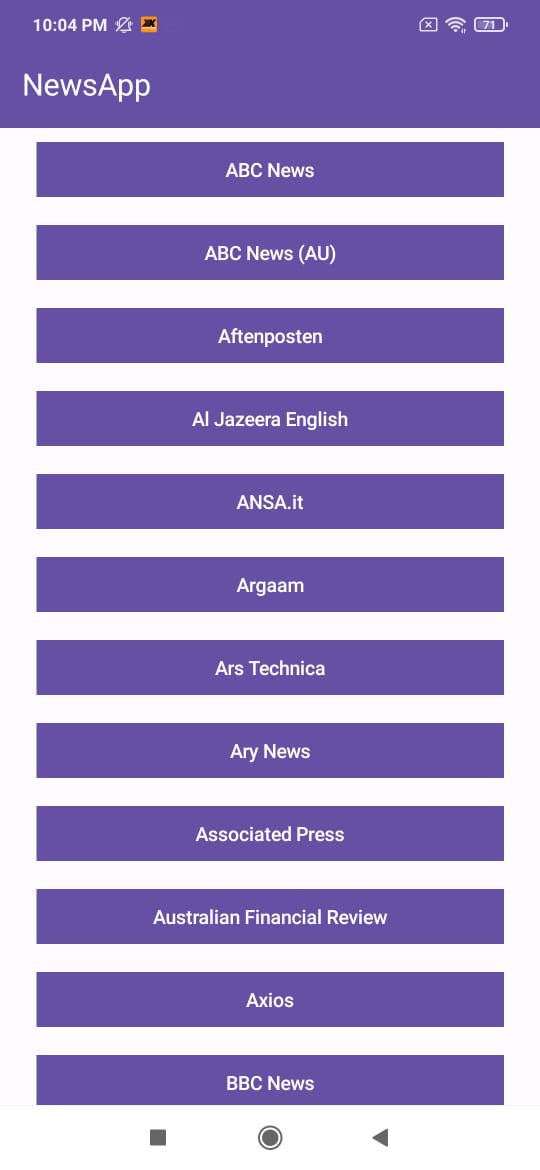 10:04 PM
71
NewsApp
ABC News
ABC News (AU)
Aftenposten
Al Jazeera English
ANSA.it
Argaam
Ars Technica
Ary News
Associated Press
Australian Financial Review
Axios
BBC News